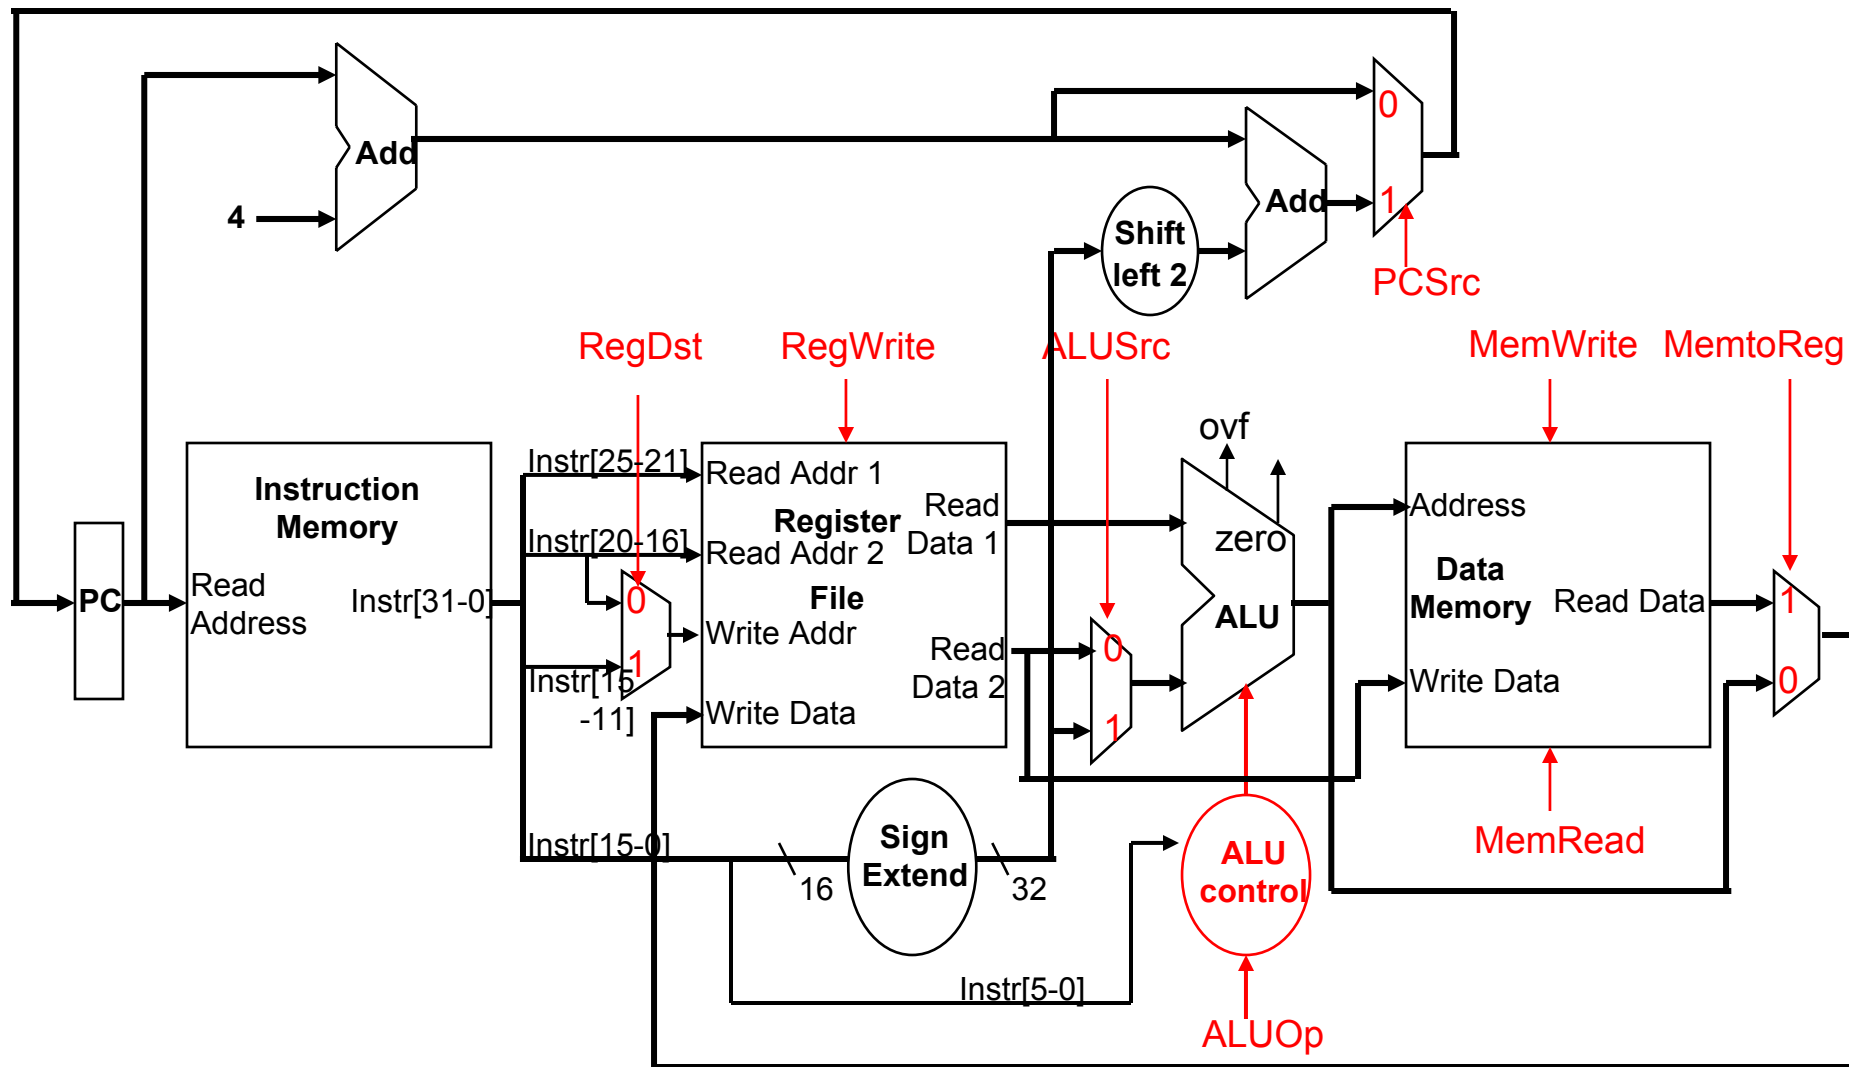 Add
4
0
1
Add
Shift
left 2
PCSrc
RegDst
RegWrite
ALUSrc
MemWrite
MemtoReg
ovf
Instr[25-21]
Read Addr 1
Instruction
Memory
Register
Read
Data 1
Instr[20-16]
Read Addr 2
zero
Address
PC
Read
Address
Instr[31-0]
0
1
File
Write Addr
Read
Data 2
0
1
ALU
Data
Memory
Read Data
1
0
Instr[15
-11]
Write Data
Write Data
Instr[15-0]
16
Sign
Extend
32
ALU
control
MemRead
Instr[5-0]
ALUOp